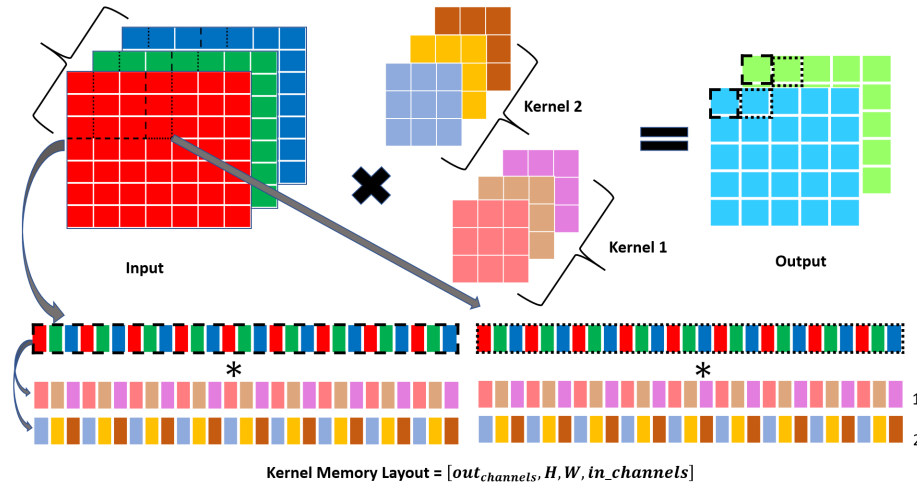 Kernel 2
Kernel 1
Input
Output
*
*
1
2
Kernel Memory Layout = [out_channels, H, W, in_channels]